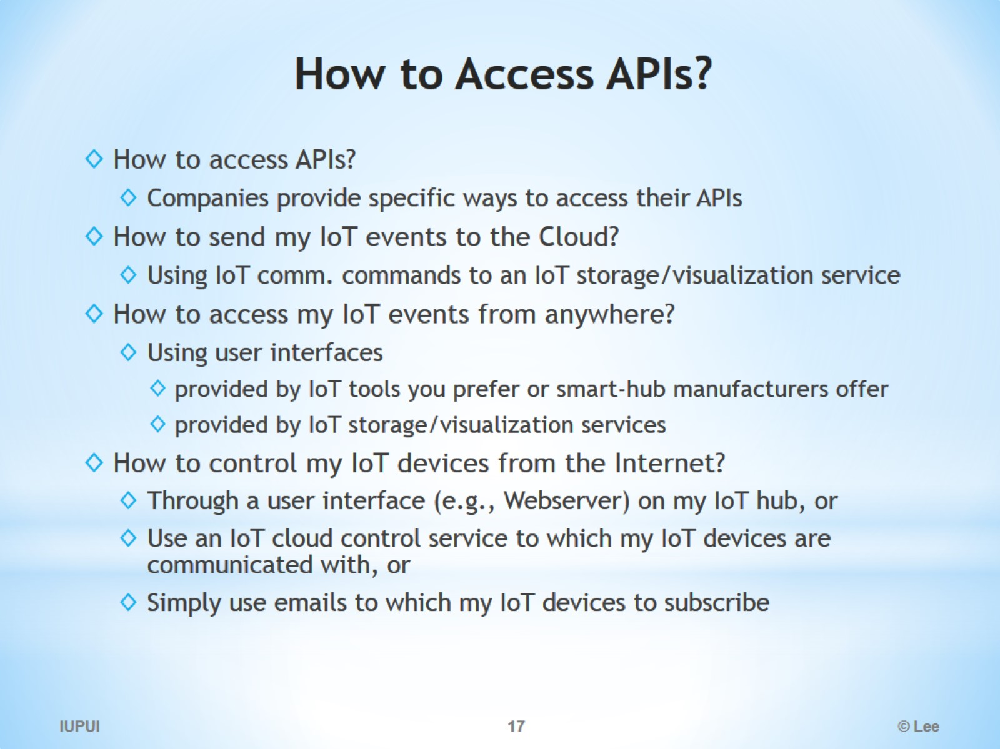 How to Access APIs?
How to access APIs?
Companies provide specific ways to access their APIs
How to send my IoT events to the Cloud?
Using IoT comm. commands to an IoT storage/visualization service
How to access my IoT events from anywhere?
Using user interfaces
provided by IoT tools you prefer or smart-hub manufacturers offer
provided by IoT storage/visualization services
How to control my IoT devices from the Internet?
Through a user interface (e.g., Webserver) on my IoT hub, or
Use an IoT cloud control service to which my IoT devices are
communicated with, or
Simply use emails to which my IoT devices to subscribe
IUPUI
17
© Lee